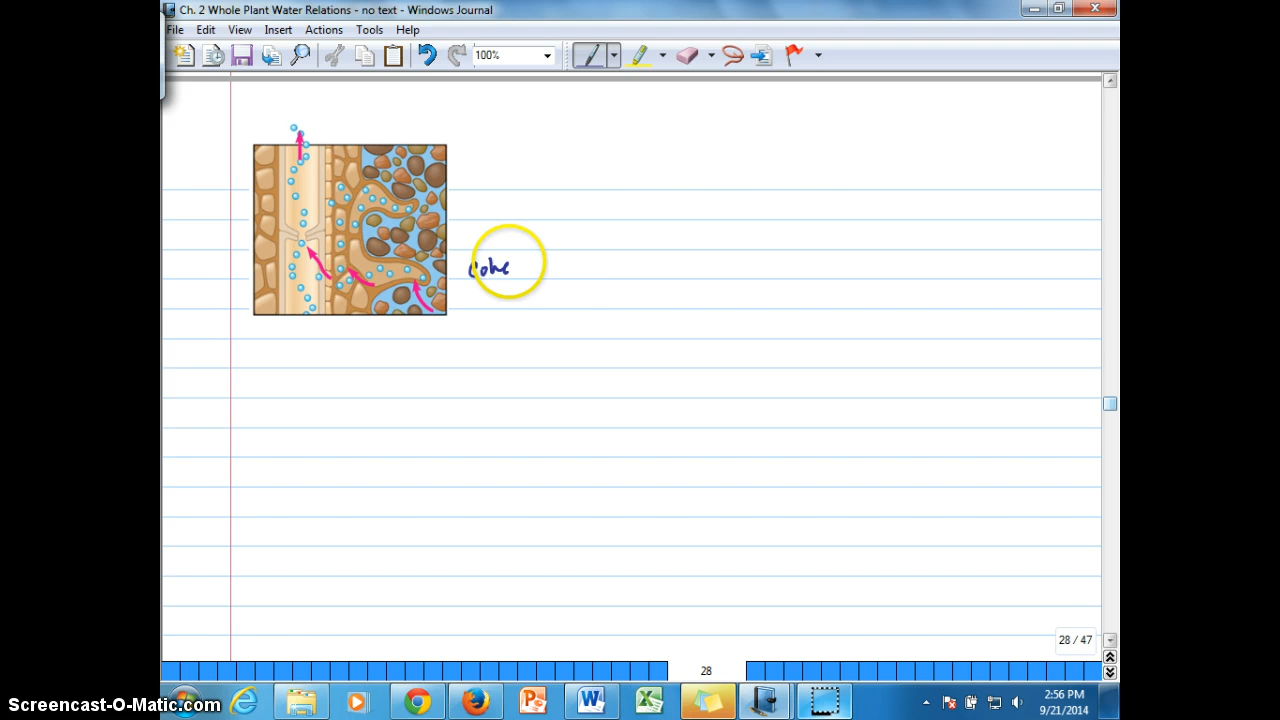 Ch. 2 Whole Plant Water Relations - no text - Windows Journal
File Edit View Insert Actions Tools Help
100%
cohe
28 / 47
28
2:56 PM
9/21/2014
Screencast-O-Matic.com